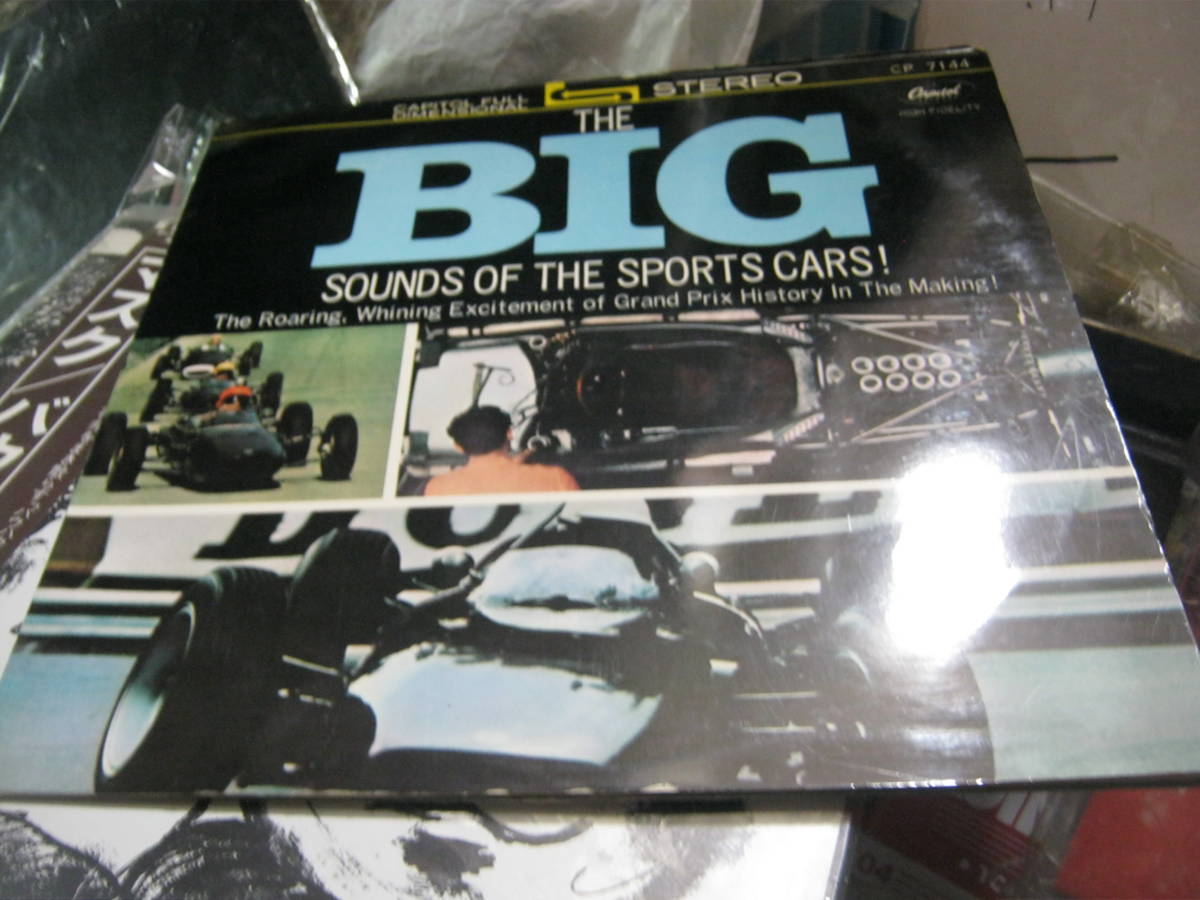 CAPITOL FULL DIMENSIONAL STEREO
CP 7144
Capitol
HIGH FIDELITY
THE
BIG
SOUNDS OF THE SPORTS CARS!
The Roaring, Whining Excitement of Grand Prix History In The Making!
04